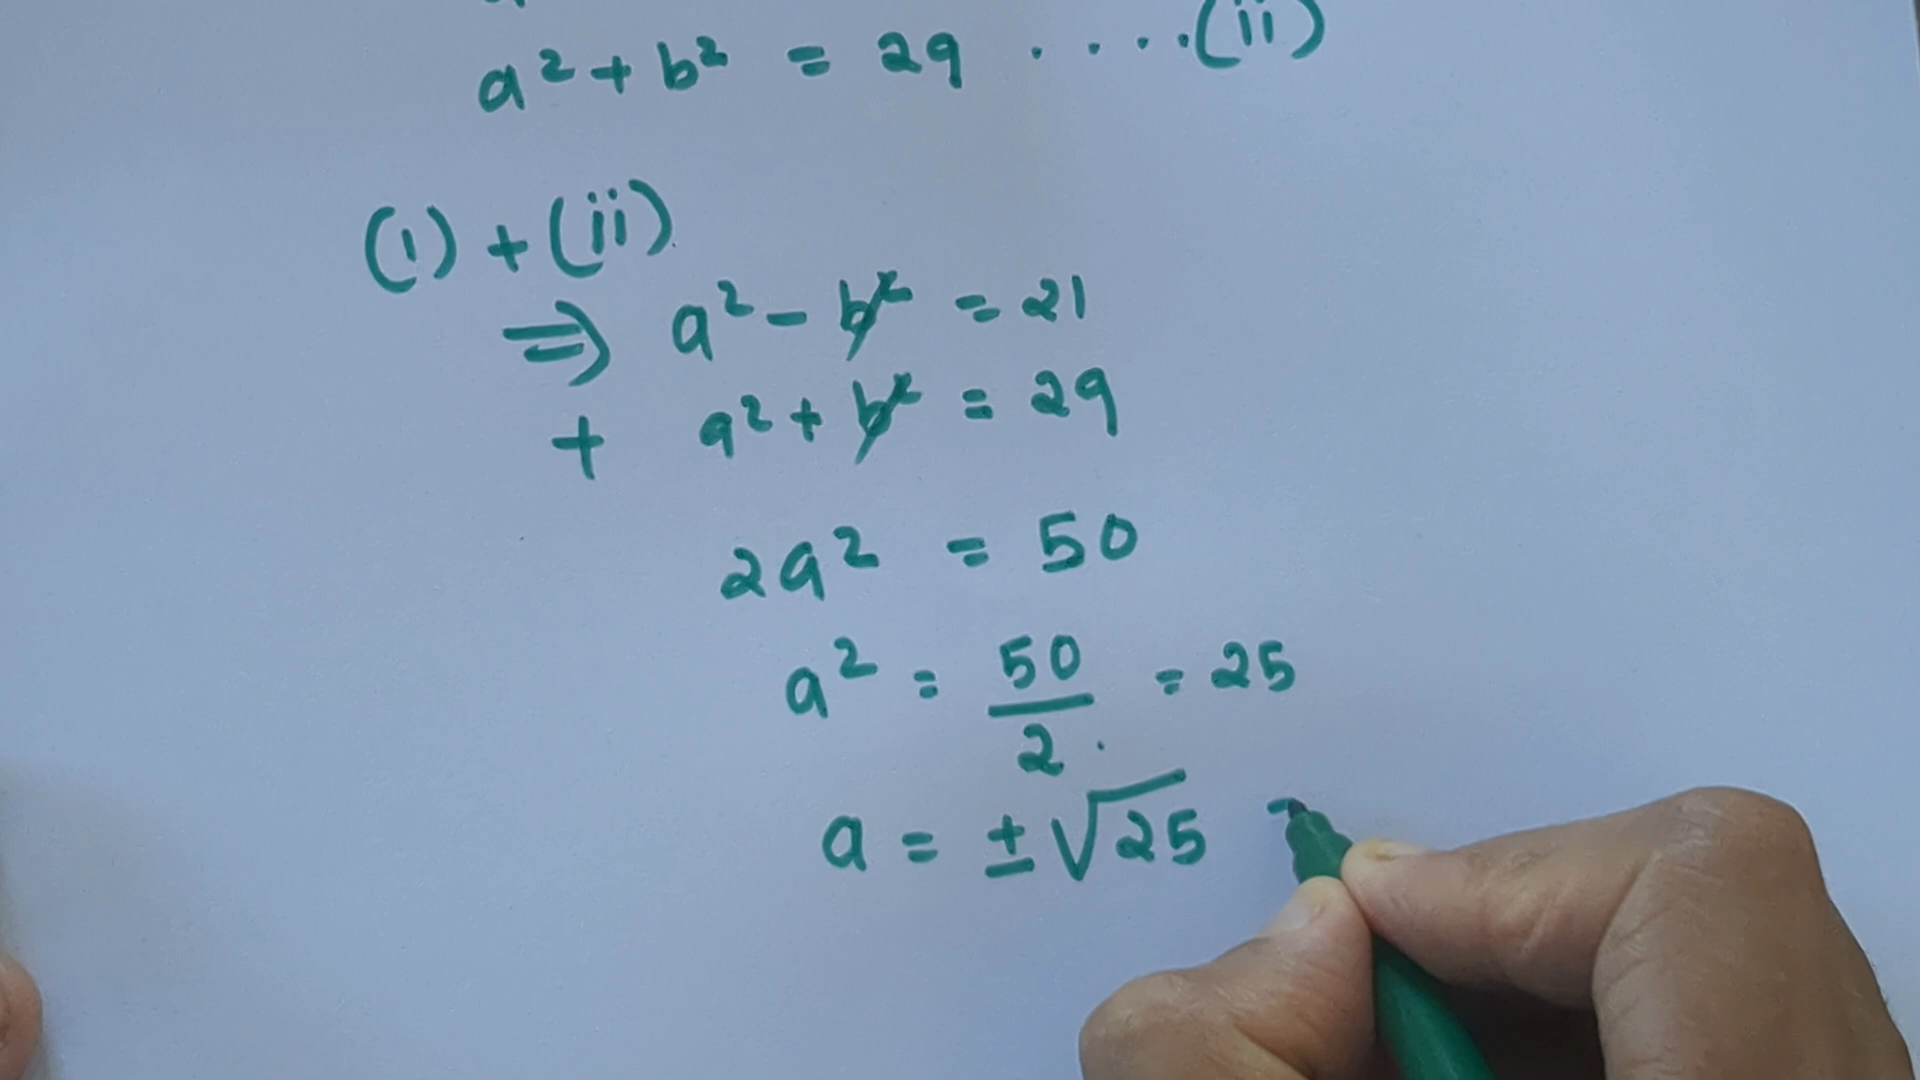 a² + b² = 29 ....(ii)
(i) + (ii)
⇒ a² - b² = 21
+ a² + b² = 29
2a² = 50
a² = 50/2 = 25
a = ±√25